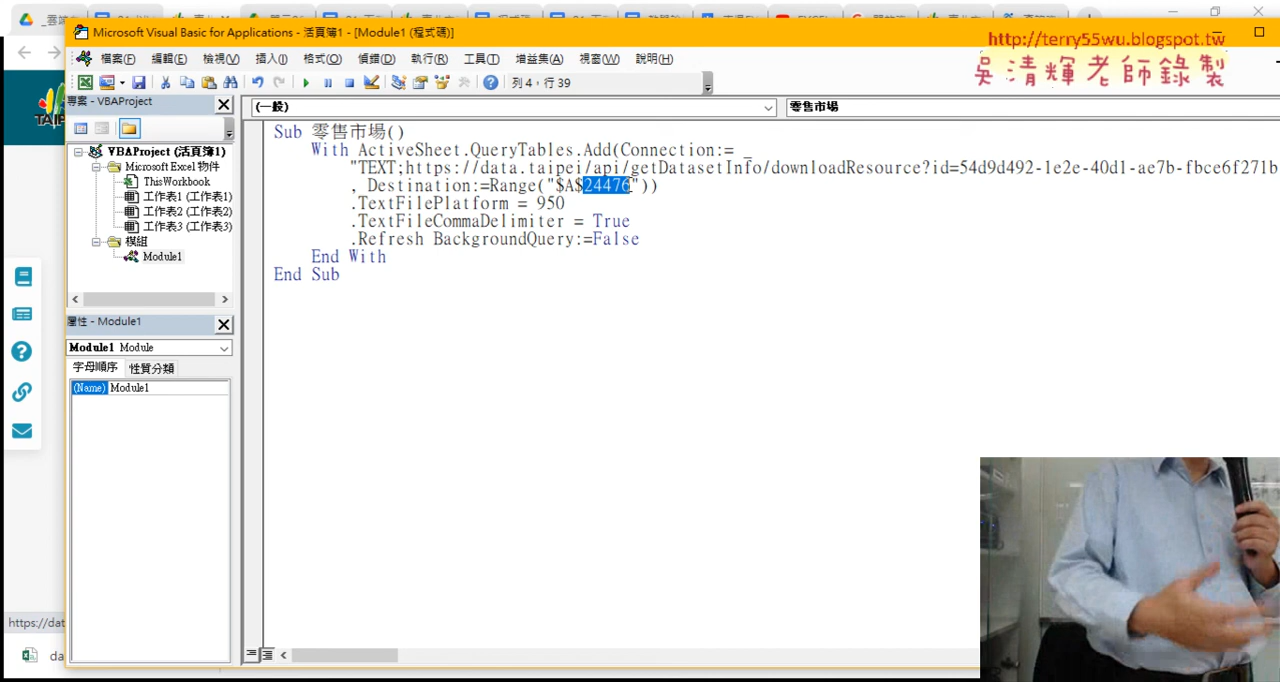 Microsoft Visual Basic for Applications - 活頁簿1 - [Module1 (程式碼)]
http://terry55wu.blogspot.tw
吳清輝老師錄製
檔案(F) 編輯(E) 檢視(V) 插入(I) 格式(O) 偵錯(D) 執行(R) 工具(T) 增益集(A) 視窗(W) 說明(H)
列 4，行 39
專案 - VBAProject
(一般)
零售市場
VBAProject (活頁簿1)
Microsoft Excel 物件
ThisWorkbook
工作表1 (工作表1)
工作表2 (工作表2)
工作表3 (工作表3)
模組
Module1
Sub 零售市場()
With ActiveSheet.QueryTables.Add(Connection:= _
"TEXT;https://data.taipei/api/getDatasetInfo/downloadResource?id=54d9d492-1e2e-40d1-ae7b-fbce6f271b
, Destination:=Range("$A$24476"))
.TextFilePlatform = 950
.TextFileCommaDelimiter = True
.Refresh BackgroundQuery:=False
End With
End Sub
屬性 - Module1
Module1 Module
字母順序 性質分類
(Name) Module1
https://dat
da
TAIP